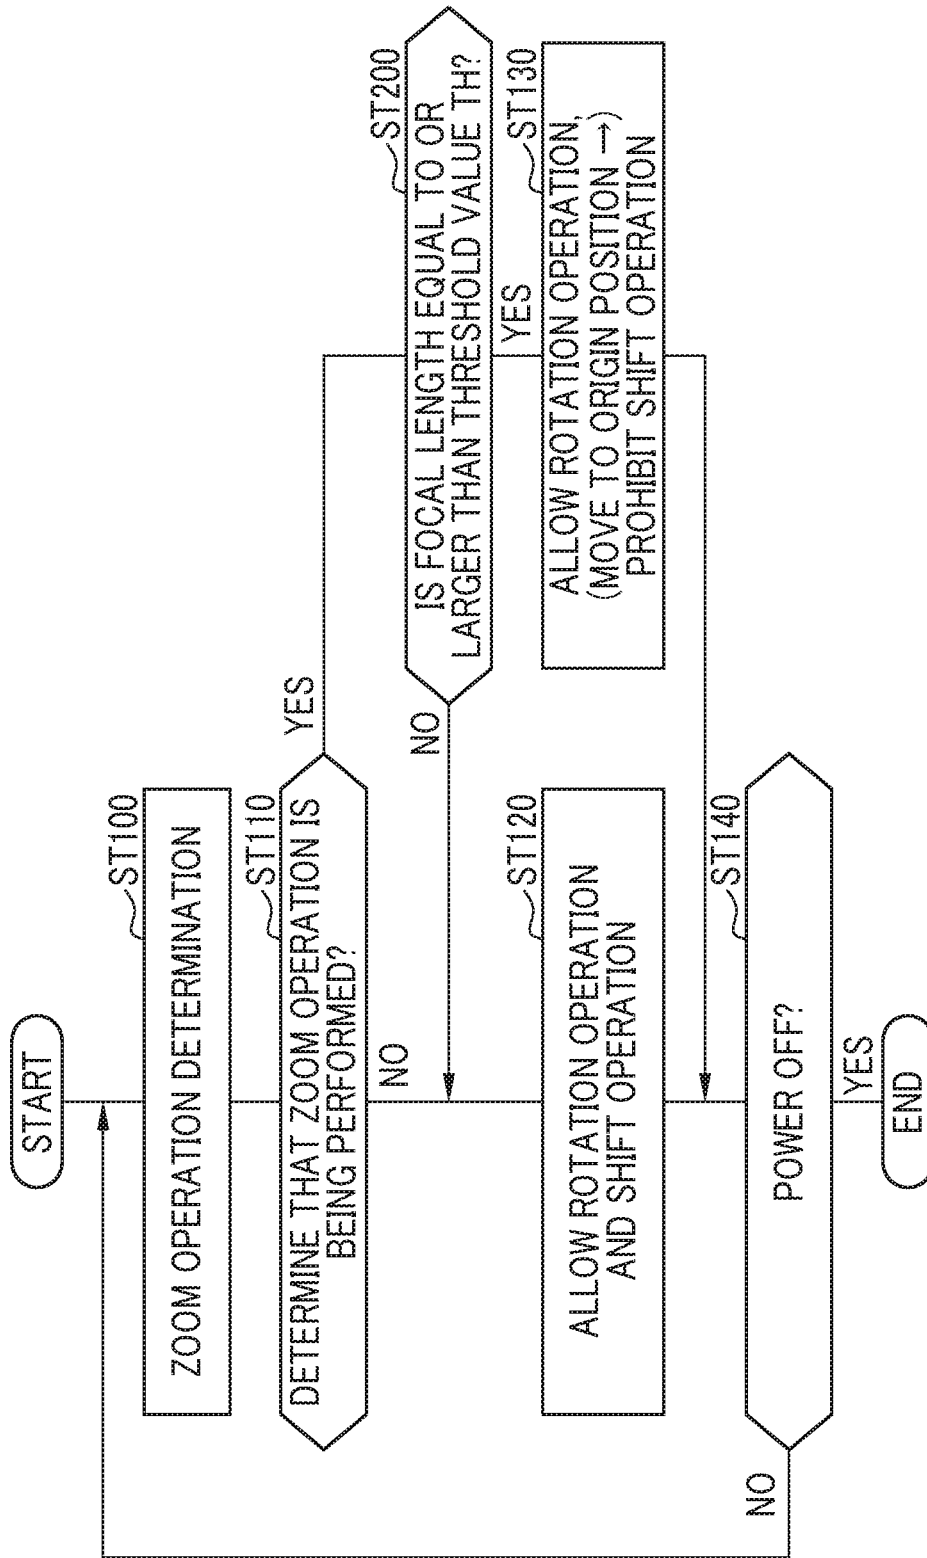 START
ST100
ZOOM OPERATION DETERMINATION
ST110
DETERMINE THAT ZOOM OPERATION IS
BEING PERFORMED?
YES
NO
ST200
IS FOCAL LENGTH EQUAL TO OR
LARGER THAN THRESHOLD VALUE TH?
NO
YES
ST120
ALLOW ROTATION OPERATION
AND SHIFT OPERATION
ST130
ALLOW ROTATION OPERATION,
(MOVE TO ORIGIN POSITION →)
PROHIBIT SHIFT OPERATION
ST140
POWER OFF?
NO
YES
END